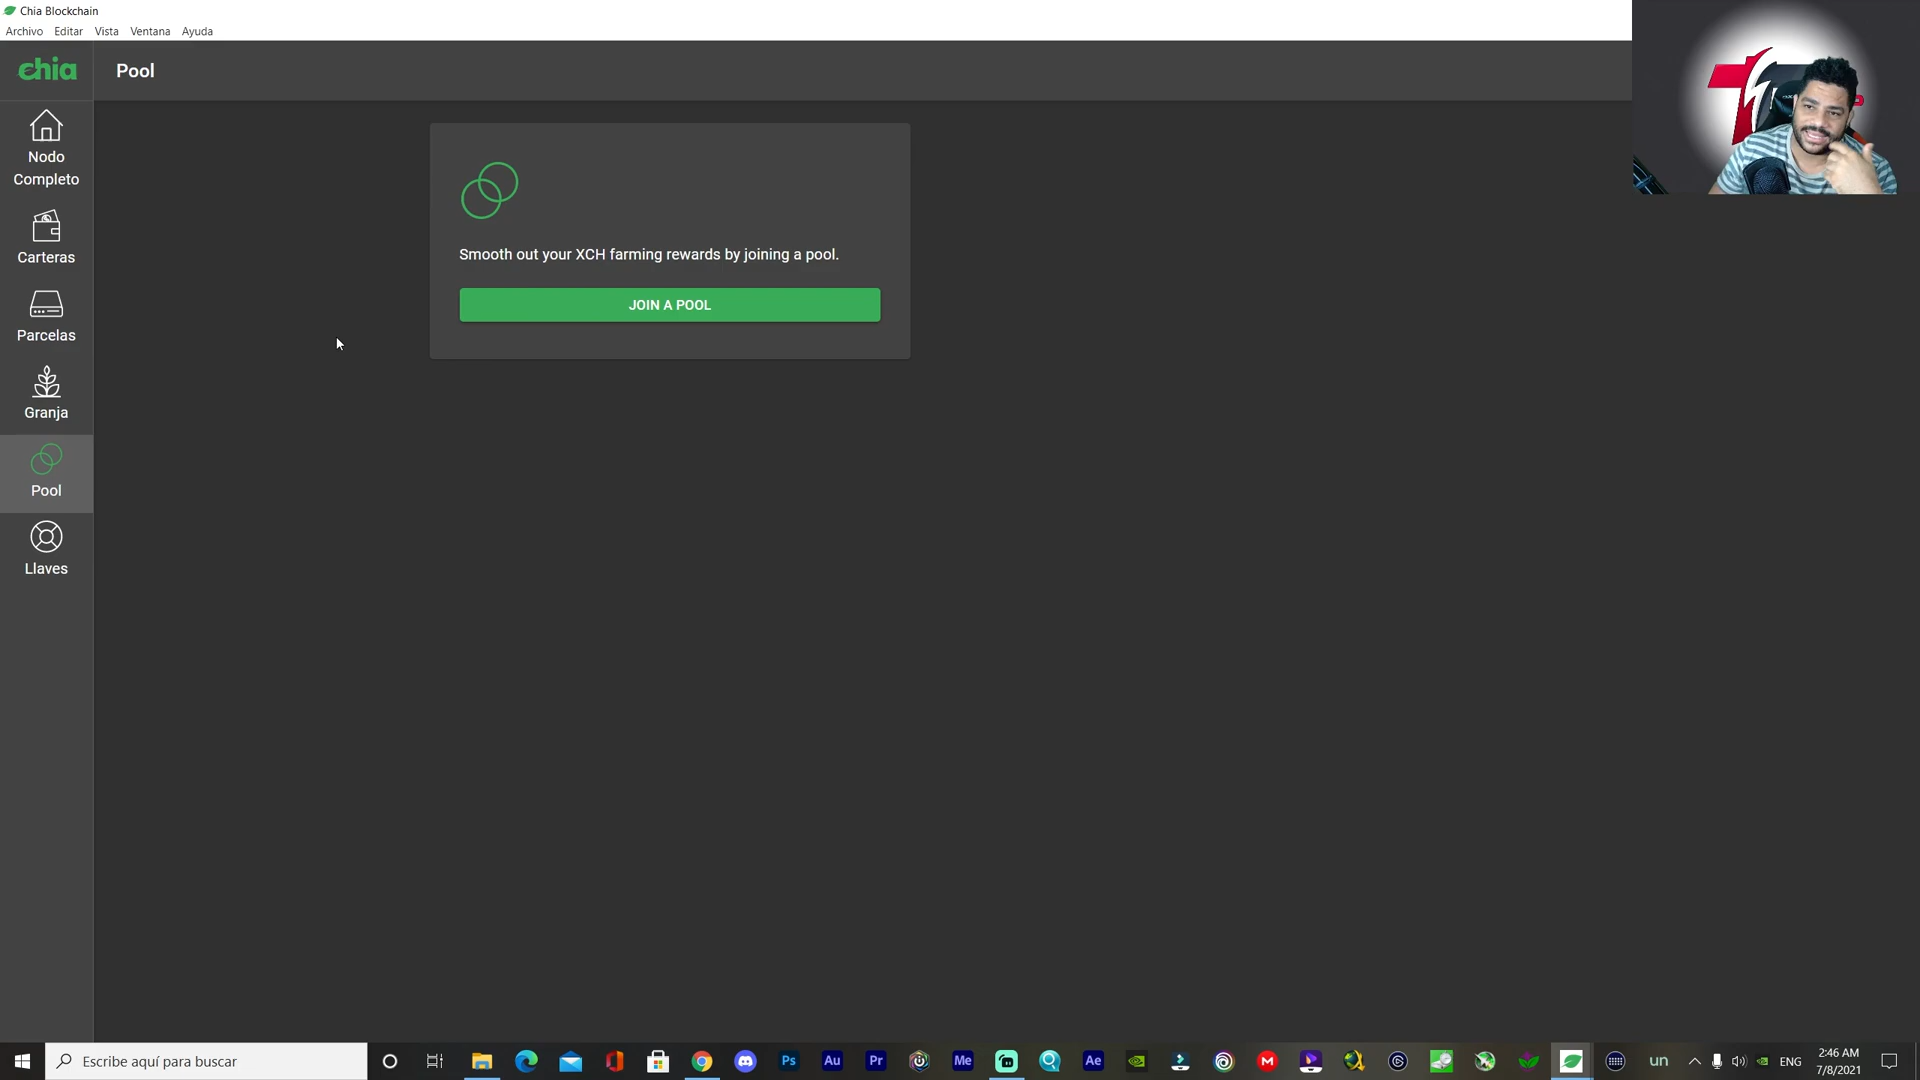 Chia Blockchain
Archivo Editar Vista Ventana Ayuda
chia
Pool
Nodo
Completo
Carteras
Parcelas
Granja
Pool
Llaves
Smooth out your XCH farming rewards by joining a pool.
JOIN A POOL
Escribe aquí para buscar
Ps
Au
Pr
Me
Ae
un
ENG
2:46 AM
7/8/2021